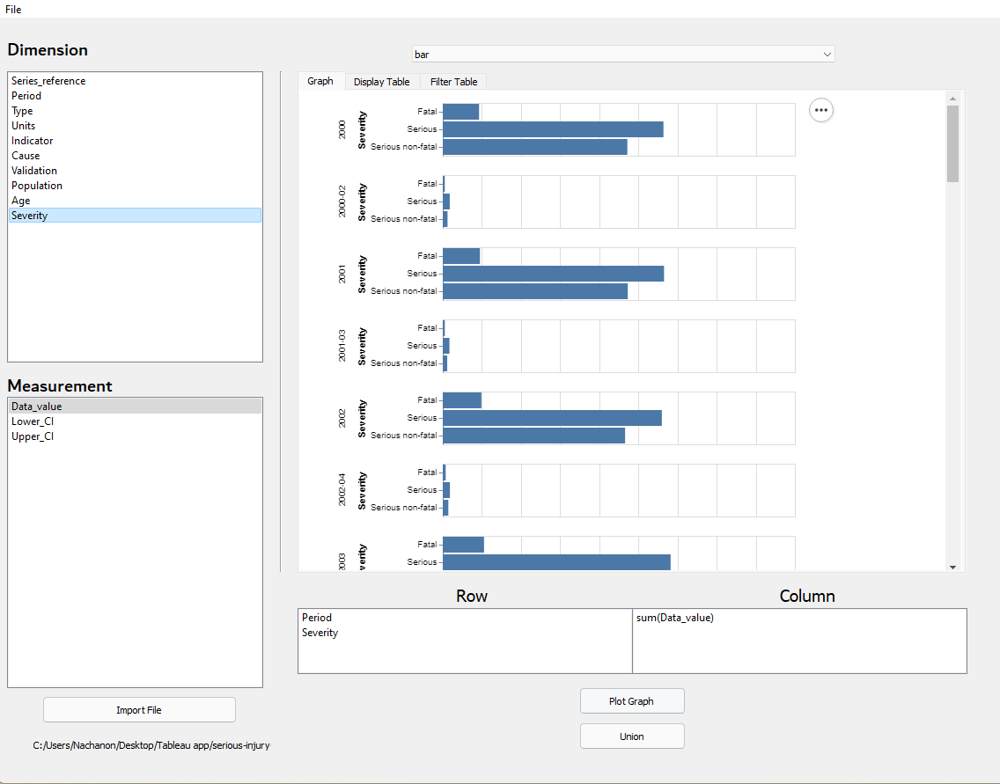 File
Dimension
Series_reference
Period
Type
Units
Indicator
Cause
Validation
Population
Age
Severity
Measurement
Data_value
Lower_CI
Upper_CI
Import File
C:/Users/Nachanon/Desktop/Tableau app/serious-injury-
bar
Graph Display Table Filter Table
2000
Severity
Fatal
Serious
Serious non-fatal
2000-02
Severity
Fatal
Serious
Serious non-fatal
2001
Severity
Fatal
Serious
Serious non-fatal
2001-03
Severity
Fatal
Serious
Serious non-fatal
2002
Severity
Fatal
Serious
Serious non-fatal
2002-04
Severity
Fatal
Serious
Serious non-fatal
2003
verity
Fatal
Serious
Row Column
Period sum(Data_value)
Severity
Plot Graph
Union